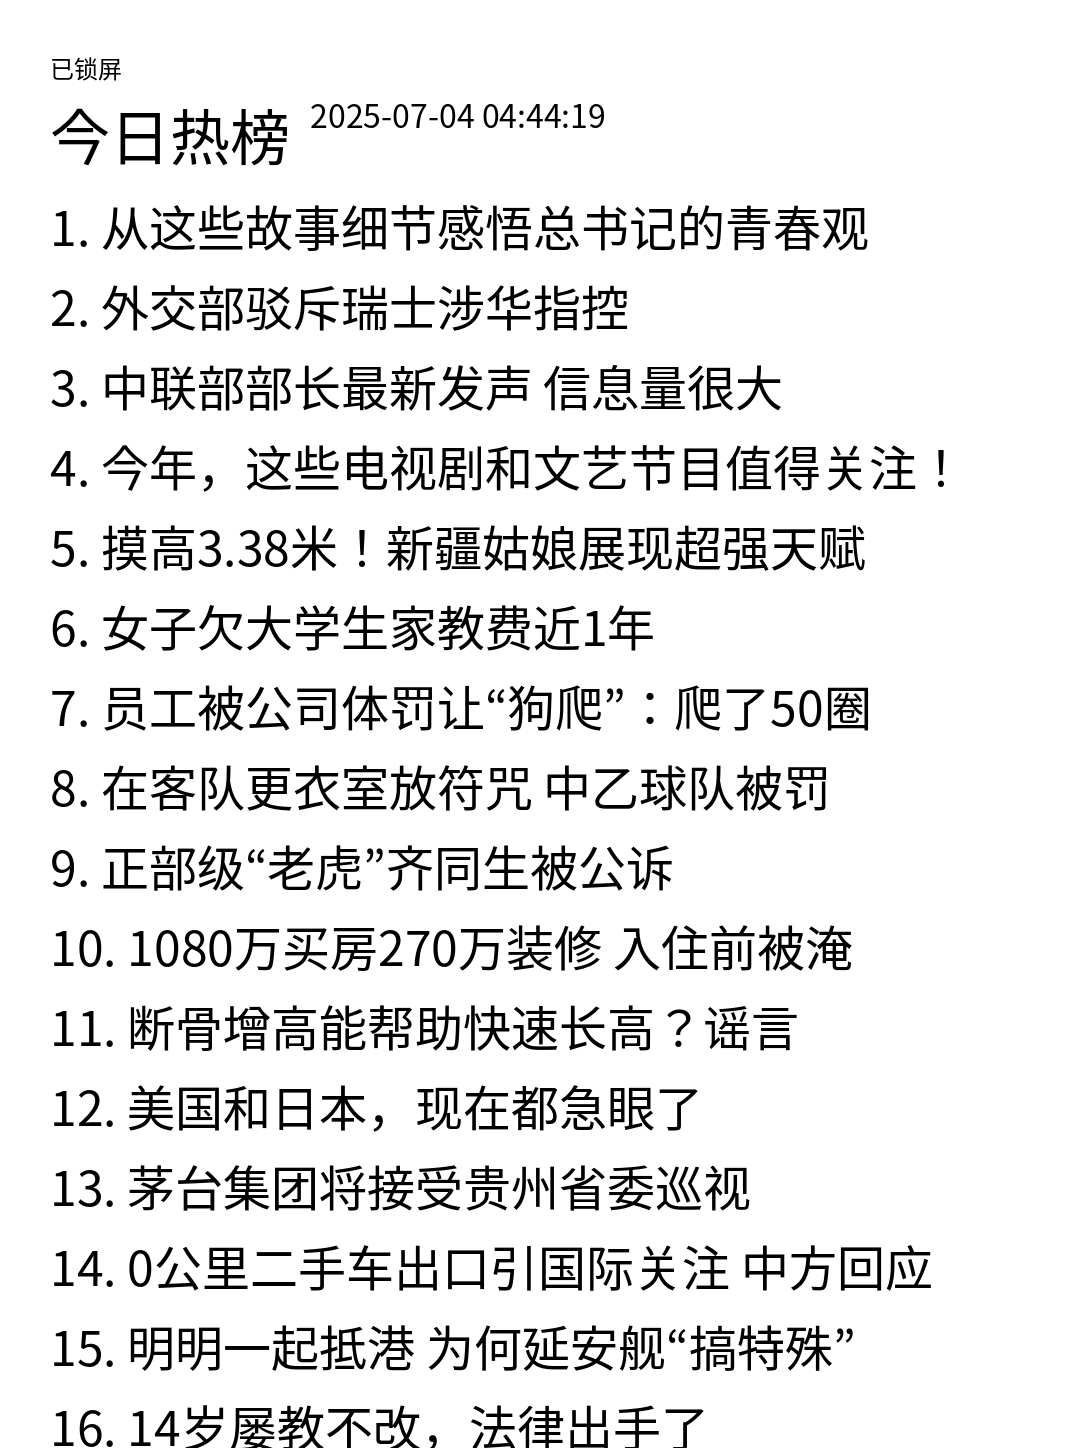 已锁屏
今日热榜 2025-07-04 04:44:19
1. 从这些故事细节感悟总书记的青春观
2. 外交部驳斥瑞士涉华指控
3. 中联部部长最新发声 信息量很大
4. 今年，这些电视剧和文艺节目值得关注！
5. 摸高3.38米！新疆姑娘展现超强天赋
6. 女子欠大学生家教费近1年
7. 员工被公司体罚让“狗爬”：爬了50圈
8. 在客队更衣室放符咒 中乙球队被罚
9. 正部级“老虎”齐同生被公诉
10. 1080万买房270万装修 入住前被淹
11. 断骨增高能帮助快速长高？谣言
12. 美国和日本，现在都急眼了
13. 茅台集团将接受贵州省委巡视
14. 0公里二手车出口引国际关注 中方回应
15. 明明一起抵港 为何延安舰“搞特殊”
16. 14岁屡教不改，法律出手了